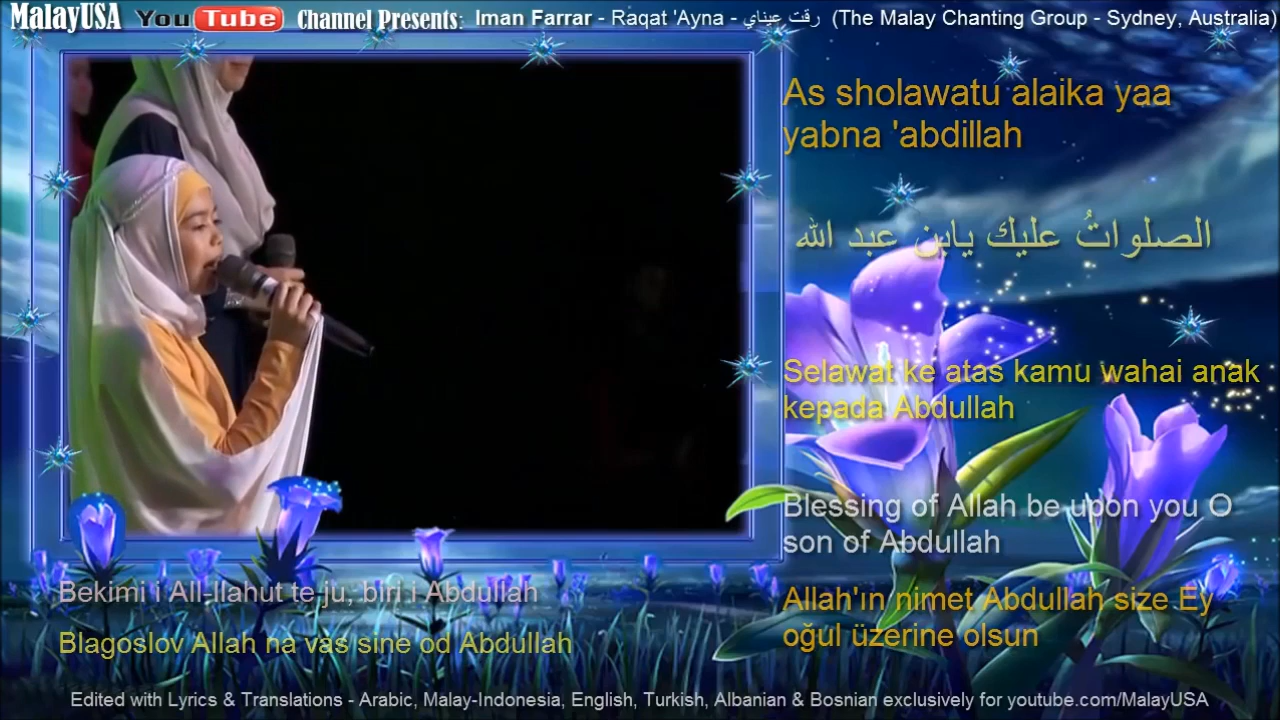 MalayUSA YouTube Channel Presents: Iman Farrar - Raqat 'Ayna - رقت عيناي (The Malay Chanting Group - Sydney, Australia)
As sholawatu alaika yaa
yabna 'abdillah
الصلواتُ عليك يابن عبد الله
Selawat ke atas kamu wahai anak
kepada Abdullah
Blessing of Allah be upon you O
son of Abdullah
Allah'ın nimet Abdullah size Ey
oğul üzerine olsun
Bekimi i All-llahut te ju, biri i Abdullah
Blagoslov Allah na vas sine od Abdullah
Edited with Lyrics & Translations - Arabic, Malay-Indonesia, English, Turkish, Albanian & Bosnian exclusively for youtube.com/MalayUSA